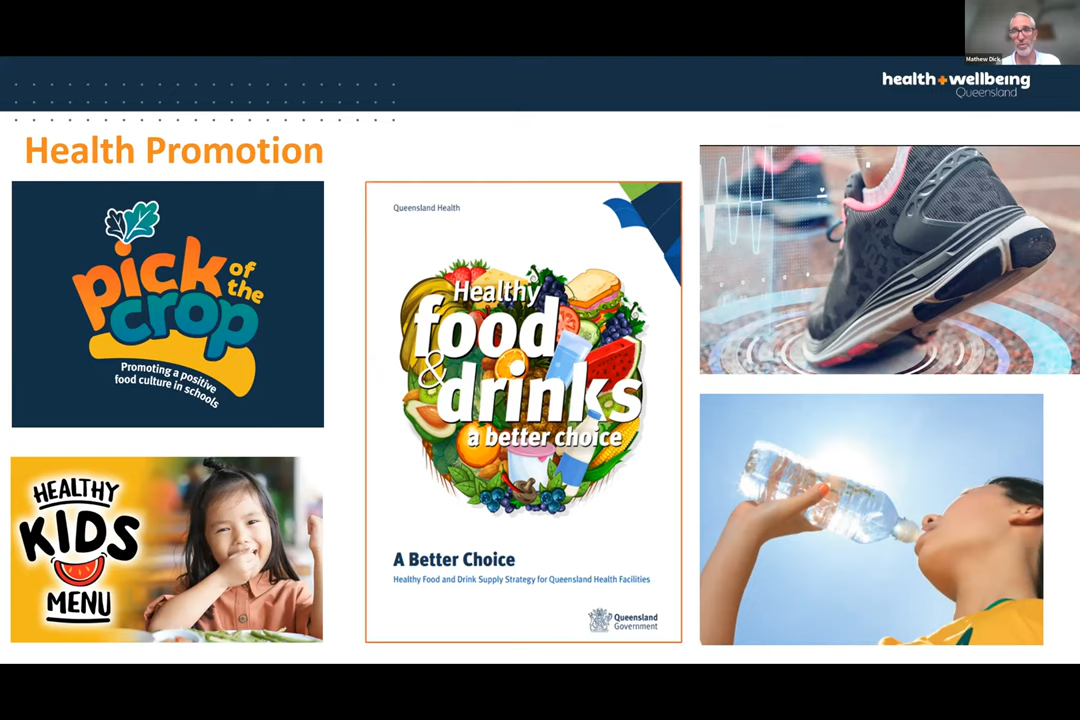 Mathew Dick
health+wellbeing
Queensland
Health Promotion
pick of
the
crop
Promoting a positive
food culture in schools
HEALTHY
KIDS
MENU
Queensland Health
Healthy
food
&
drinks
a better choice
A Better Choice
Healthy Food and Drink Supply Strategy for Queensland Health Facilities
Queensland
Government